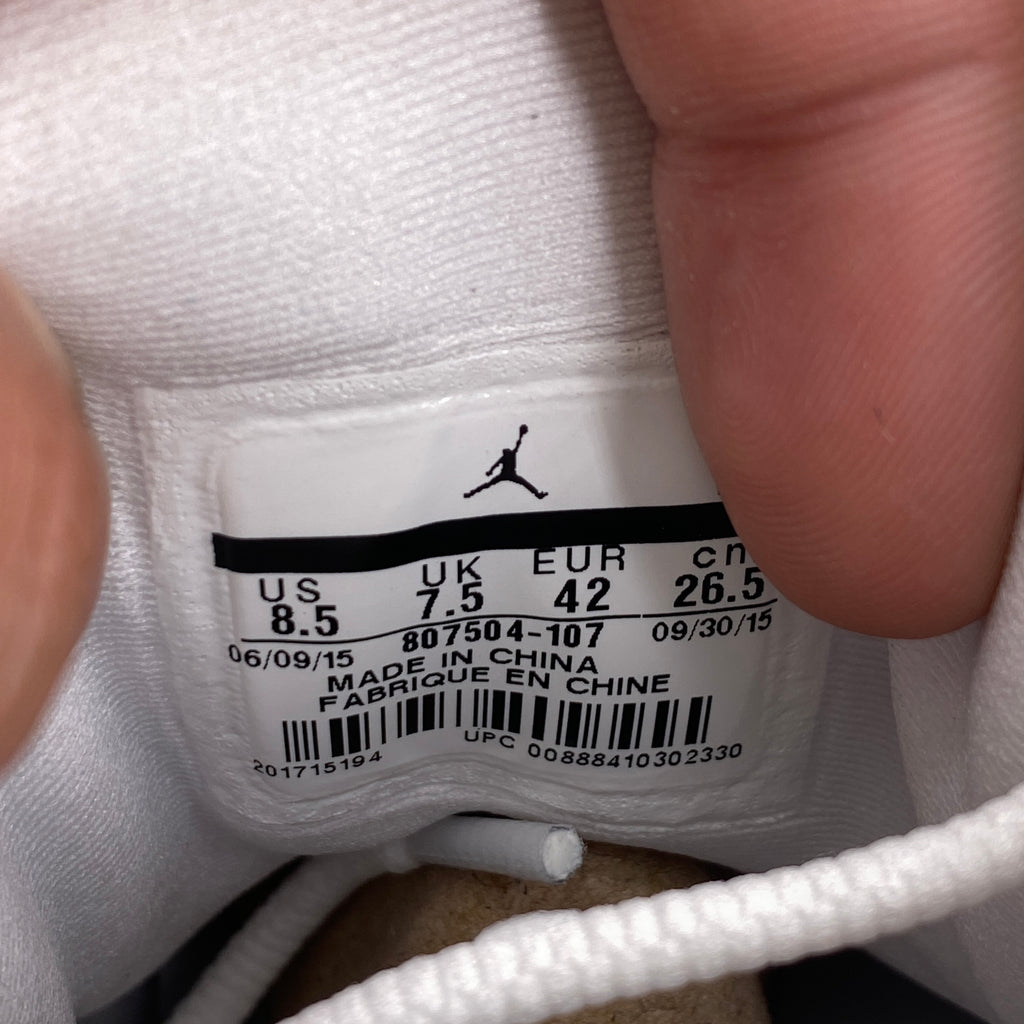 US UK EUR cn
8.5 7.5 42 26.5
06/09/15 807504-107 09/30/15
MADE IN CHINA
FABRIQUE EN CHINE
201715194 UPC 00888410302330